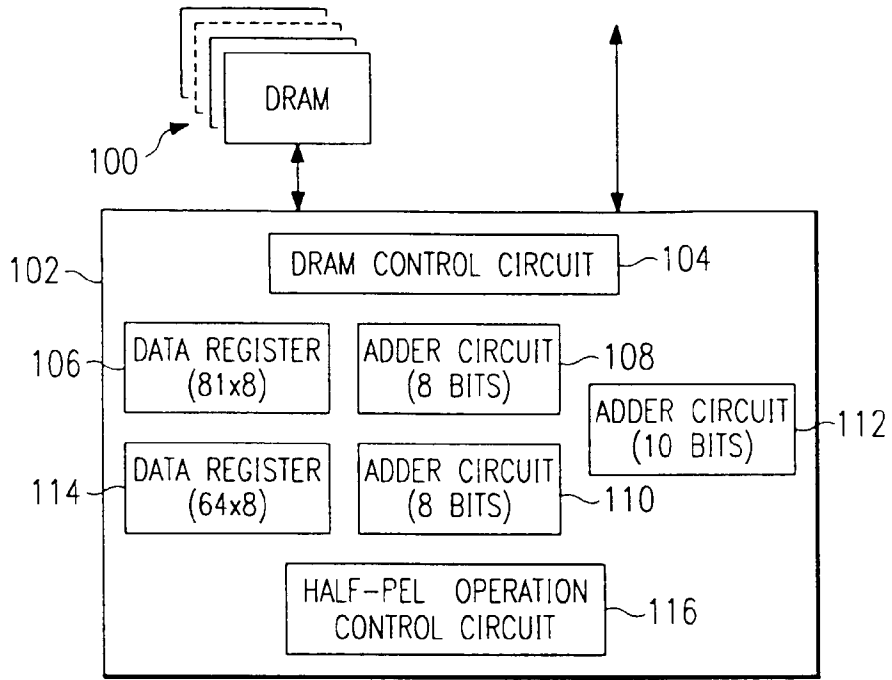 DRAM
100
102
DRAM CONTROL CIRCUIT
104
106
DATA REGISTER
(81x8)
ADDER CIRCUIT
(8 BITS)
108
ADDER CIRCUIT
(10 BITS)
112
114
DATA REGISTER
(64x8)
ADDER CIRCUIT
(8 BITS)
110
HALF-PEL OPERATION
CONTROL CIRCUIT
116